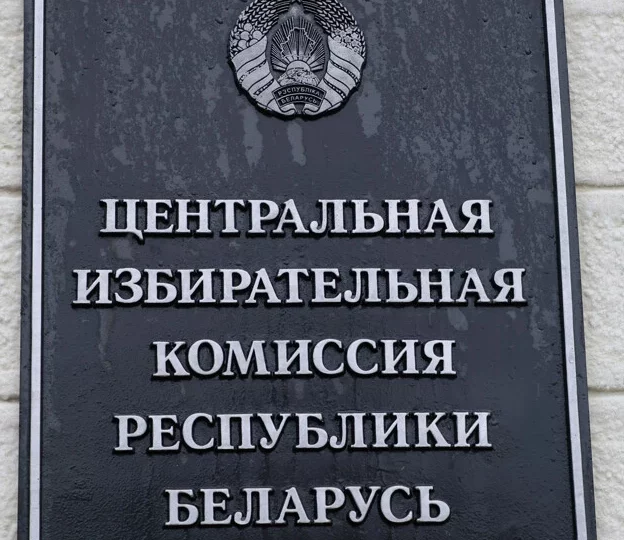 РЭСПУБЛІКА
БЕЛАРУСЬ
ЦЕНТРАЛЬНАЯ
ИЗБИРАТЕЛЬНАЯ
КОМИССИЯ
РЕСПУБЛИКИ
БЕЛАРУСЬ